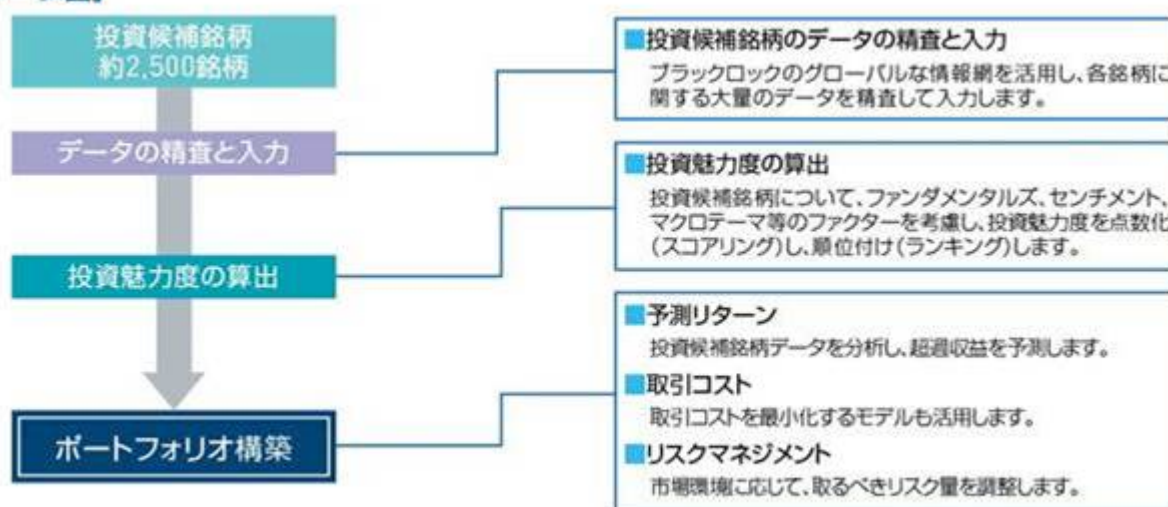 投資候補銘柄
約2,500銘柄
データの精査と入力
投資魅力度の算出
ポートフォリオ構築
■投資候補銘柄のデータの精査と入力
ブラックロックのグローバルな情報網を活用し、各銘柄に
関する大量のデータを精査して入力します。
■投資魅力度の算出
投資候補銘柄について、ファンダメンタルズ、センチメント、
マクロテーマ等のファクターを考慮し、投資魅力度を点数化
(スコアリング)し、順位付け(ランキング)します。
■予測リターン
投資候補銘柄データを分析し、超過収益を予測します。
■取引コスト
取引コストを最小化するモデルも活用します。
■リスクマネジメント
市場環境に応じて、取るべきリスク量を調整します。